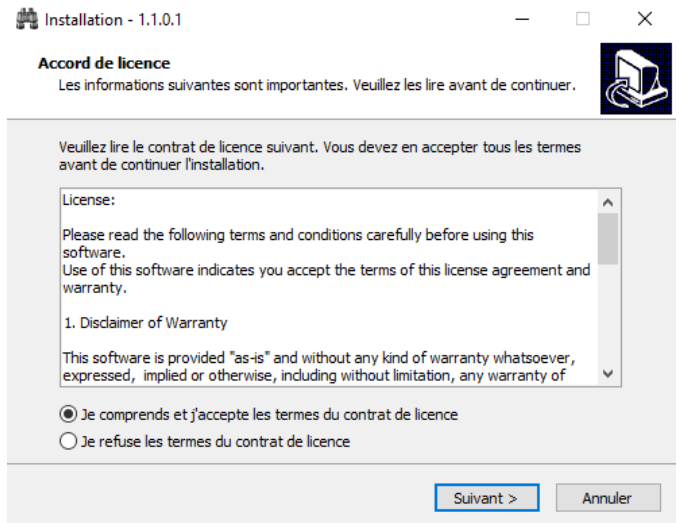 Installation - 1.1.0.1
Accord de licence
Les informations suivantes sont importantes. Veuillez les lire avant de continuer.
Veuillez lire le contrat de licence suivant. Vous devez en accepter tous les termes
avant de continuer l'installation.
License:
Please read the following terms and conditions carefully before using this
software.
Use of this software indicates you accept the terms of this license agreement and
warranty.
1. Disclaimer of Warranty
This software is provided "as-is" and without any kind of warranty whatsoever,
expressed, implied or otherwise, including without limitation, any warranty of
Je comprends et j'accepte les termes du contrat de licence
Je refuse les termes du contrat de licence
Suivant >
Annuler